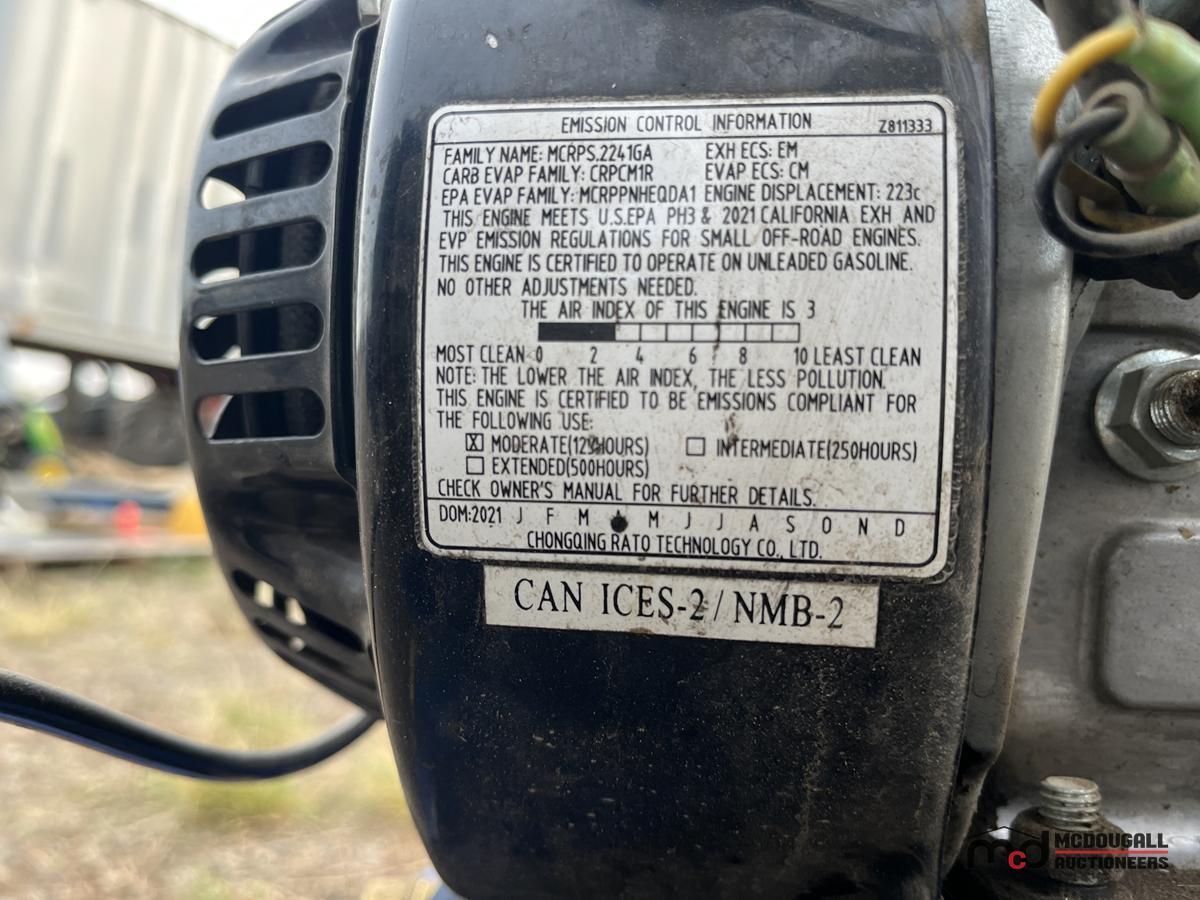 EMISSION CONTROL INFORMATION Z811333
FAMILY NAME: MCRPS.2241GA EXH ECS: EM
CARB EVAP FAMILY: CRPCM1R EVAP ECS: CM
EPA EVAP FAMILY: MCRPPNHEQDA1 ENGINE DISPLACEMENT: 223c
THIS ENGINE MEETS U.S.EPA PH3 & 2021 CALIFORNIA EXH AND
EVP EMISSION REGULATIONS FOR SMALL OFF-ROAD ENGINES.
THIS ENGINE IS CERTIFIED TO OPERATE ON UNLEADED GASOLINE.
NO OTHER ADJUSTMENTS NEEDED.
THE AIR INDEX OF THIS ENGINE IS 3
MOST CLEAN 0 2 4 6 8 10 LEAST CLEAN
NOTE: THE LOWER THE AIR INDEX, THE LESS POLLUTION.
THIS ENGINE IS CERTIFIED TO BE EMISSIONS COMPLIANT FOR
THE FOLLOWING USE:
X MODERATE(125HOURS) INTERMEDIATE(250HOURS)
EXTENDED(500HOURS)
CHECK OWNER'S MANUAL FOR FURTHER DETAILS.
DOM:2021 J F M M J J A S O N D
CHONGQING RATO TECHNOLOGY CO., LTD.
CAN ICES-2 / NMB-2
mcd MCDOUGALL
AUCTIONEERS